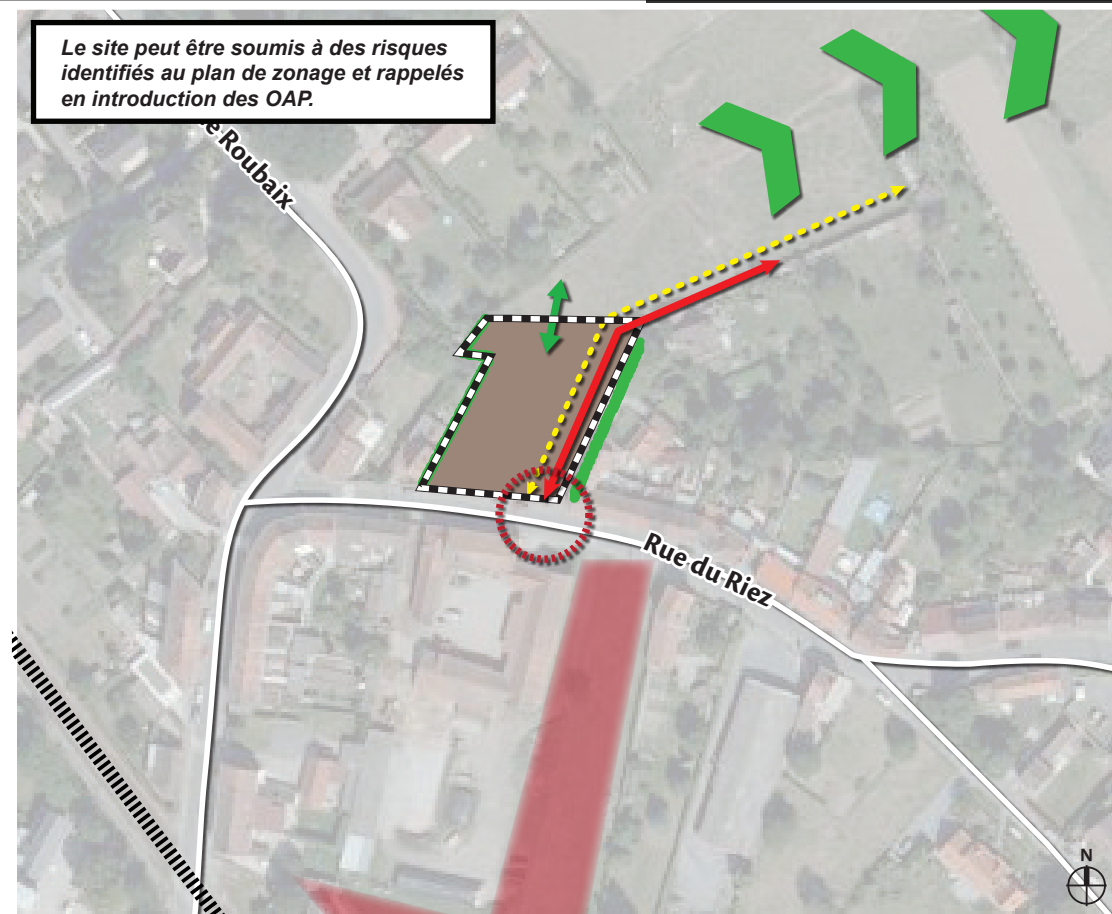 Le site peut être soumis à des risques
identifiés au plan de zonage et rappelés
en introduction des OAP.
Roubaix
Rue du Riez
N